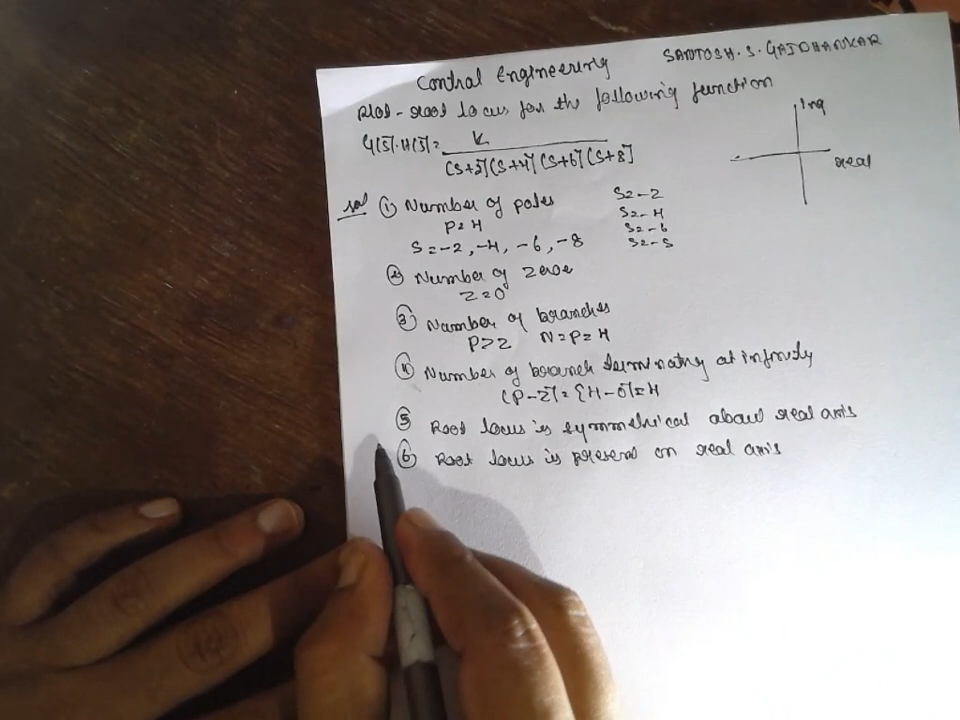 SANTOSH.S.GAIDHANKAR
Control Engineering
Plot-root locus for the following function
G(s).H(s)= K / (s+2)(s+4)(s+6)(s+8)
img
real
sol
① Number of poles
P=4
S=-2,-4,-6,-8
S=-2
S=-4
S=-6
S=-8
② Number of zeros
Z=0
③ Number of branches
P>Z N=P=4
④ Number of branch terminating at infinity
(P-Z)=(4-0)=4
⑤ Root locus is symmetrical about real axis
⑥ Root locus is present on real axis